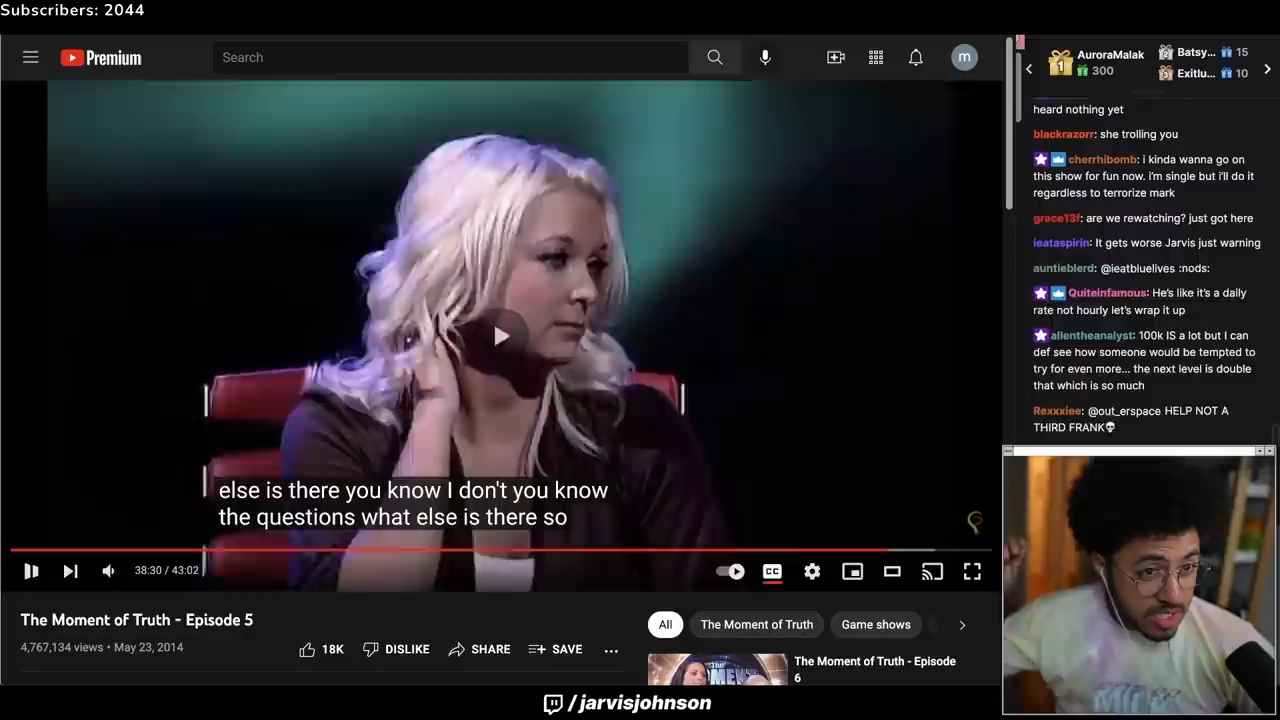 Subscribers: 2044
Premium
Search
m
AuroraMalak
300
Batsy... 15
Exitlu... 10
heard nothing yet
blackrazorr: she trolling you
cherrhibomb: i kinda wanna go on
this show for fun now. i'm single but i'll do it
regardless to terrorize mark
grace13f: are we rewatching? just got here
ieataspirin: It gets worse Jarvis just warning
auntieblerd: @ieatbluelives :nods:
Quiteinfamous: He's like it's a daily
rate not hourly let's wrap it up
allentheanalyst: 100k IS a lot but I can
def see how someone would be tempted to
try for even more... the next level is double
that which is so much
Rexxxiee: @out_erspace HELP NOT A
THIRD FRANK💀
else is there you know I don't you know
the questions what else is there so
38:30 / 43:02
CC
The Moment of Truth - Episode 5
4,767,134 views • May 23, 2014
18K
DISLIKE
SHARE
SAVE
All
The Moment of Truth
Game shows
The Moment of Truth - Episode
6
/jarvisjohnson